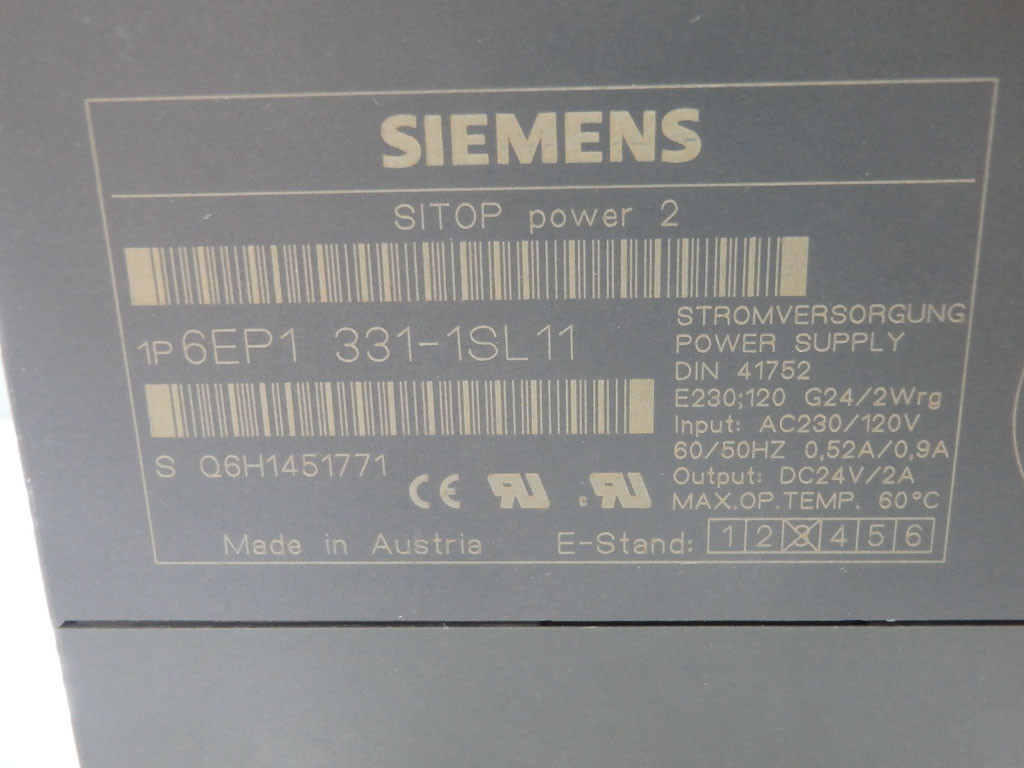 SIEMENS
SITOP power 2
1P 6EP1 331-1SL11
S Q6H1451771
STROMVERSORGUNG
POWER SUPPLY
DIN 41752
E230;120 G24/2Wrg
Input: AC230/120V
60/50HZ 0,52A/0,9A
Output: DC24V/2A
MAX.OP.TEMP. 60°C
CE RU .RU
Made in Austria E-Stand: 1 2 3 4 5 6